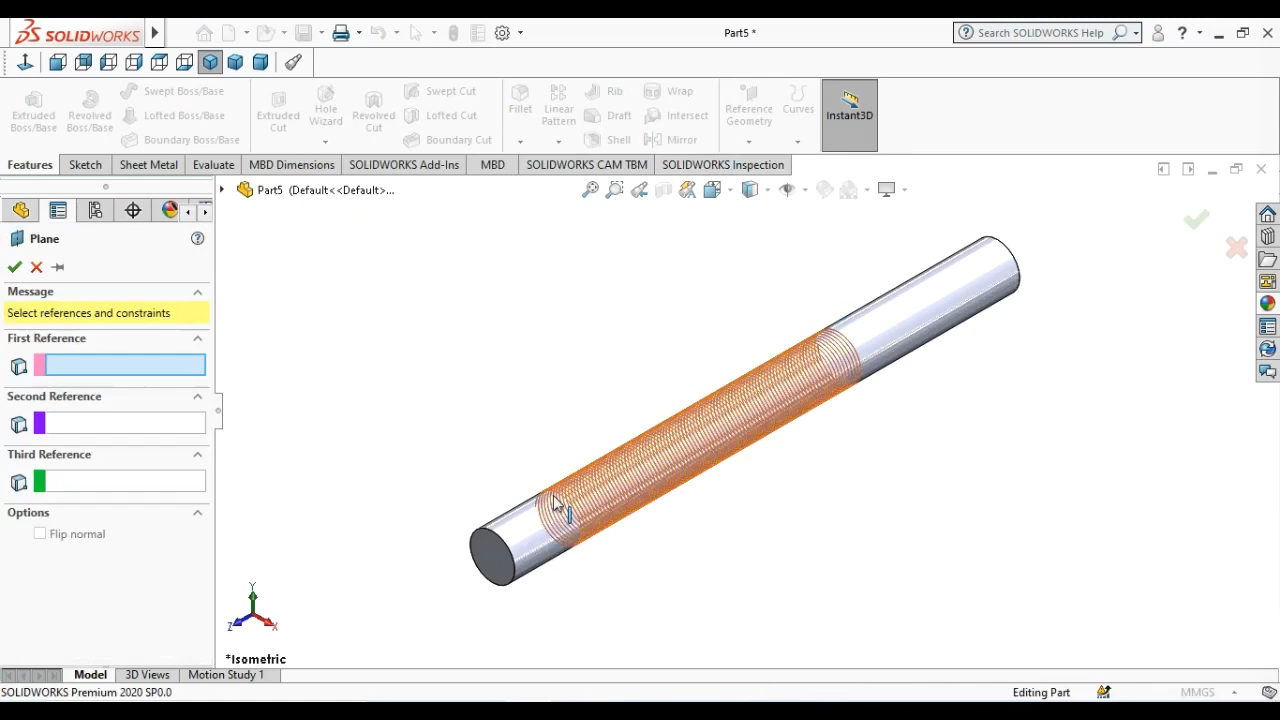 SOLIDWORKS
Part5 *
Search SOLIDWORKS Help
?
Extruded Boss/Base
Revolved Boss/Base
Swept Boss/Base
Lofted Boss/Base
Boundary Boss/Base
Extruded Cut
Hole Wizard
Revolved Cut
Swept Cut
Lofted Cut
Boundary Cut
Fillet
Linear Pattern
Rib
Draft
Shell
Wrap
Intersect
Mirror
Reference Geometry
Curves
Instant3D
Features
Sketch
Sheet Metal
Evaluate
MBD Dimensions
SOLIDWORKS Add-Ins
MBD
SOLIDWORKS CAM TBM
SOLIDWORKS Inspection
Part5 (Default<<Default>...
Plane
?
Message
Select references and constraints
First Reference
Second Reference
Third Reference
Options
Flip normal
Y
Z
X
*Isometric
Model
3D Views
Motion Study 1
SOLIDWORKS Premium 2020 SP0.0
Editing Part
MMGS